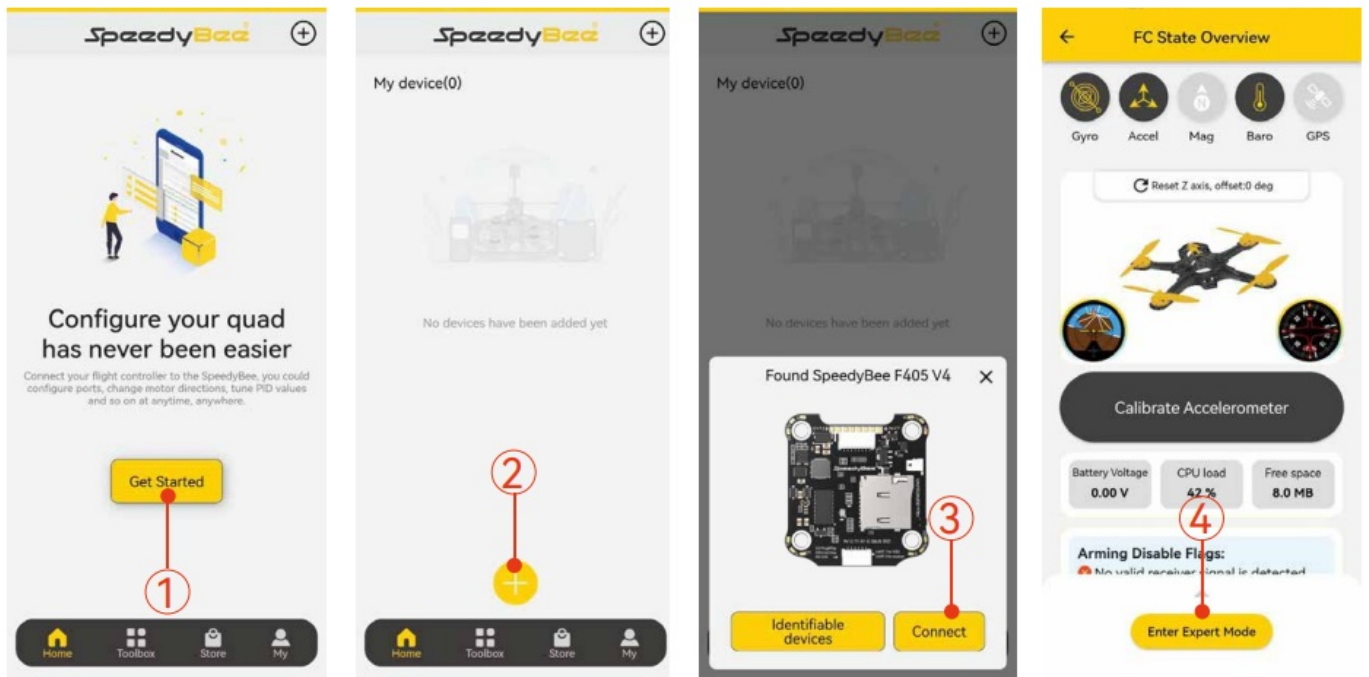 SpeedyBee
Configure your quad
has never been easier
Connect your flight controller to the SpeedyBee, you could
configure ports, change motor directions, tune PID values
and so on at anytime, anywhere.
Get Started
1
Home
Toolbox
Store
My
SpeedyBee
My device(0)
No devices have been added yet
2
Home
Toolbox
Store
My
SpeedyBee
My device(0)
No devices have been added yet
Found SpeedyBee F405 V4
SpeedyBee
3
Identifiable
devices
Connect
FC State Overview
Gyro
Accel
Mag
Baro
GPS
N
Reset Z axis, offset:0 deg
Calibrate Accelerometer
Battery Voltage
0.00 V
CPU load
42 %
Free space
8.0 MB
4
Arming Disable Flags:
No valid receiver signal is detected
Enter Expert Mode